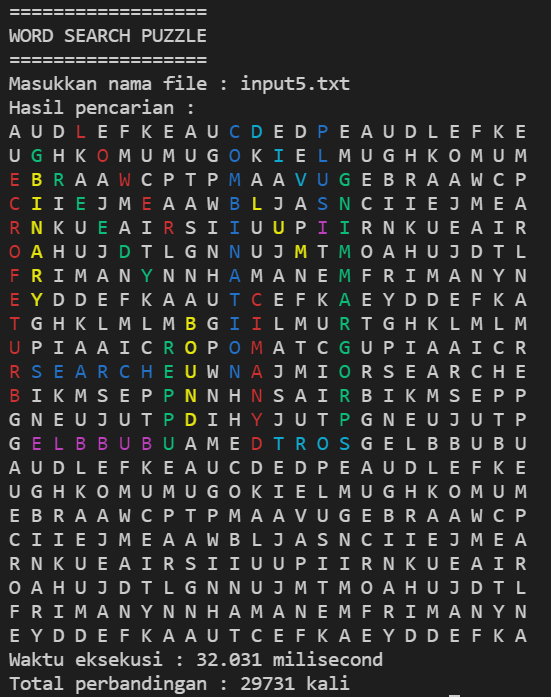 ==================
WORD SEARCH PUZZLE
==================
Masukkan nama file : input5.txt
Hasil pencarian :
A U D L E F K E A U C D E D P E A U D L E F K E
U G H K O M U M U G O K I E L M U G H K O M U M
E B R A A W C P T P M A A V U G E B R A A W C P
C I I E J M E A A W B L J A S N C I I E J M E A
R N K U E A I R S I I U U P I I R N K U E A I R
O A H U J D T L G N N U J M T M O A H U J D T L
F R I M A N Y N N H A M A N E M F R I M A N Y N
E Y D D E F K A A U T C E F K A E Y D D E F K A
T G H K L M L M B G I I L M U R T G H K L M L M
U P I A A I C R O P O M A T C G U P I A A I C R
R S E A R C H E U W N A J M I O R S E A R C H E
B I K M S E P P N N H N S A I R B I K M S E P P
G N E U J U T P D I H Y J U T P G N E U J U T P
G E L B B U B U A M E D T R O S G E L B B U B U
A U D L E F K E A U C D E D P E A U D L E F K E
U G H K O M U M U G O K I E L M U G H K O M U M
E B R A A W C P T P M A A V U G E B R A A W C P
C I I E J M E A A W B L J A S N C I I E J M E A
R N K U E A I R S I I U U P I I R N K U E A I R
O A H U J D T L G N N U J M T M O A H U J D T L
F R I M A N Y N N H A M A N E M F R I M A N Y N
E Y D D E F K A A U T C E F K A E Y D D E F K A
Waktu eksekusi : 32.031 milisecond
Total perbandingan : 29731 kali